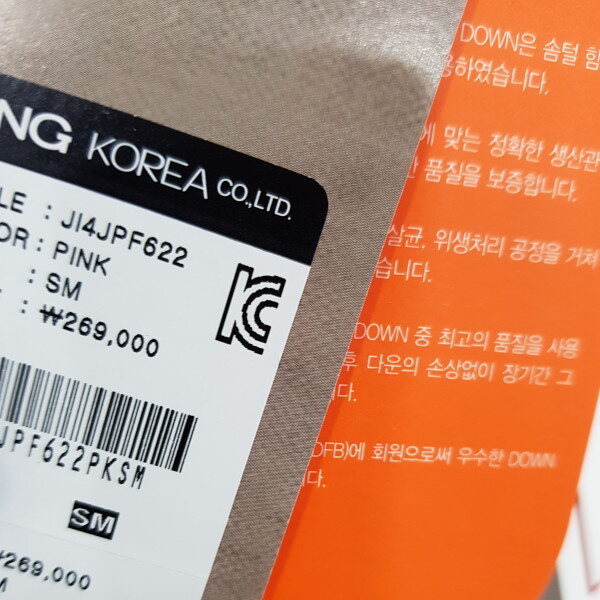 NG KOREA CO.,LTD.
LE : JI4JPF622
OR : PINK
: SM
: ₩269,000
JPF622PKSM
SM
₩269,000
DOWN은 솜털 함
용하였습니다.
맞는 정확한 생산관
품질을 보증합니다.
살균, 위생처리 공정을 거쳐
습니다.
DOWN 중 최고의 품질을 사용
후 다운의 손상없이 장기간 그
다.
DFB)에 회원으로써 우수한 DOWN
다.